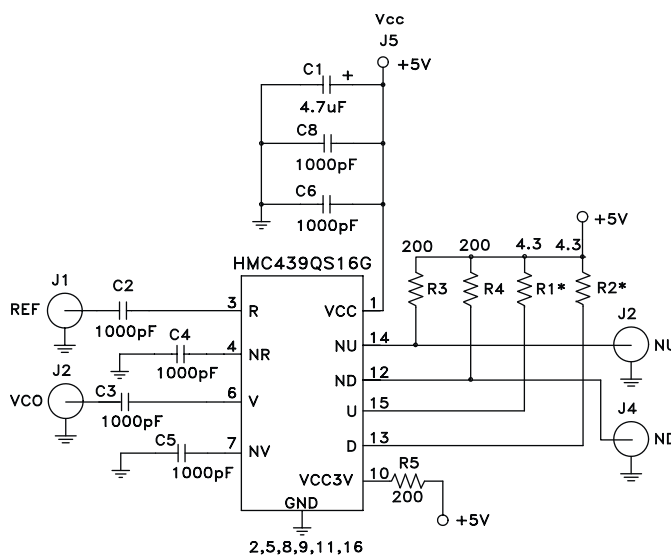 Vcc
J5
+5V
C1
+
4.7uF
C8
1000pF
C6
1000pF
+5V
200
200
4.3
4.3
HMC439QS16G
R3
R4
R1*
R2*
J1
REF
C2
1000pF
3
R
VCC
1
C4
1000pF
4
NR
NU
14
J2
NU
J2
VCO
C3
1000pF
6
V
ND
12
U
15
J4
ND
C5
1000pF
7
NV
D
13
VCC3V
10
R5
200
GND
+5V
2,5,8,9,11,16